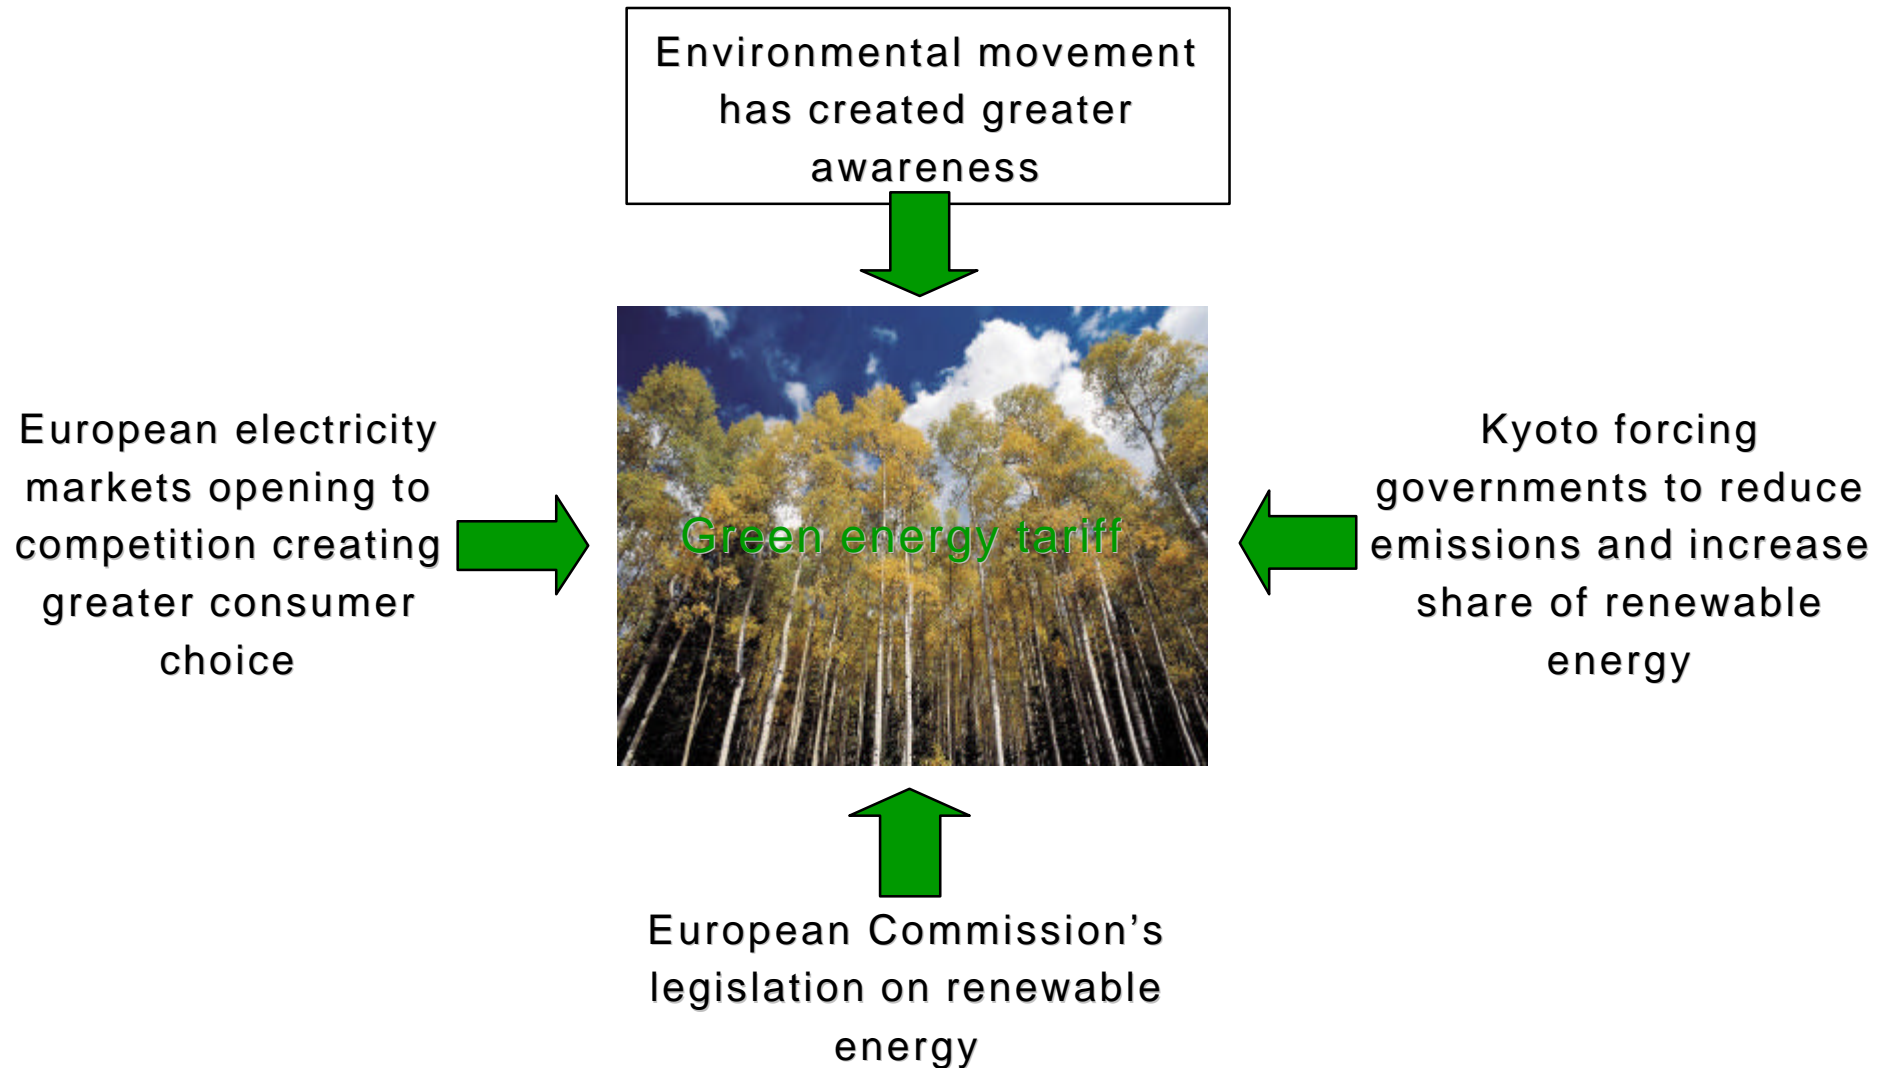 Environmental movement
has created greater
awareness
European electricity
markets opening to
competition creating
greater consumer
choice
Green energy tariff
Kyoto forcing
governments to reduce
emissions and increase
share of renewable
energy
European Commission’s
legislation on renewable
energy